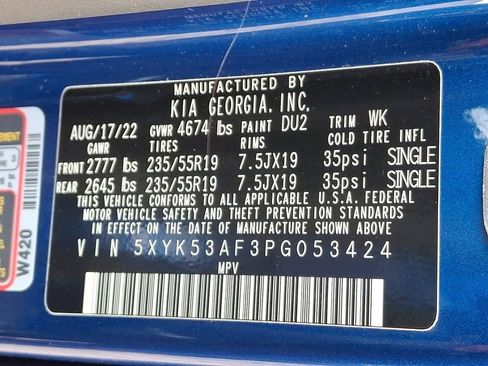 MANUFACTURED BY
KIA GEORGIA, INC.
AUG/17/22 GVWR 4674 lbs PAINT DU2 TRIM WK
GAWR TIRES RIMS COLD TIRE INFL
FRONT 2777 lbs 235/55R19 7.5JX19 35psi SINGLE
REAR 2645 lbs 235/55R19 7.5JX19 35psi SINGLE
THIS VEHICLE CONFORMS TO ALL APPLICABLE U.S.A. FEDERAL
MOTOR VEHICLE SAFETY AND THEFT PREVENTION STANDARDS
IN EFFECT ON THE DATE OF MANUFACTURE SHOWN ABOVE.
VIN 5XYK53AF3PG053424
MPV
W420